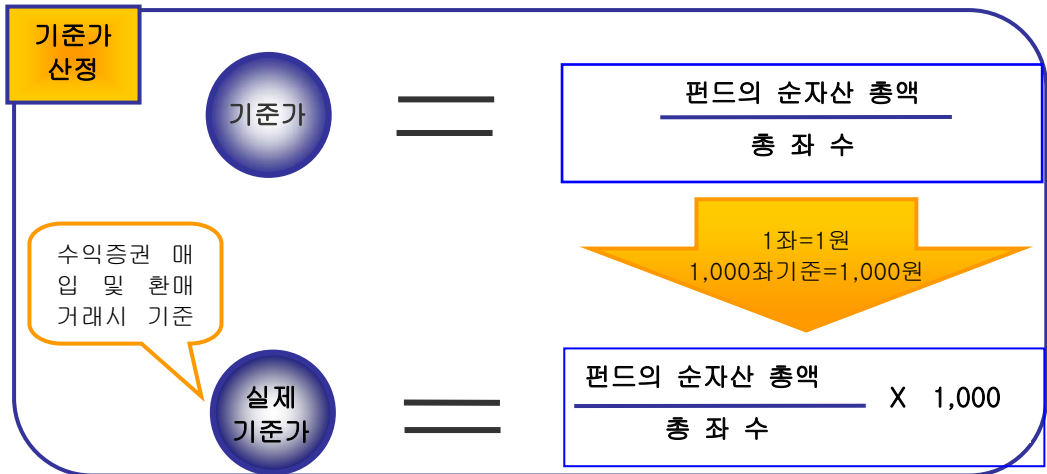 기준가
산정
기준가
펀드의 순자산 총액
총 좌 수
1좌=1원
1,000좌기준=1,000원
수익증권 매
입 및 환매
거래시 기준
실제
기준가
펀드의 순자산 총액
총 좌 수
X 1,000